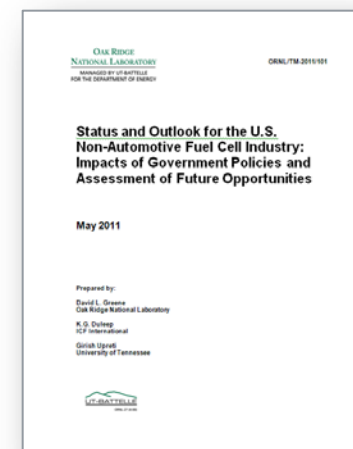 OAK RIDGE
NATIONAL LABORATORY
MANAGED BY UT-BATTELLE
FOR THE DEPARTMENT OF ENERGY
ORNL/TM-2011/101
Status and Outlook for the U.S.
Non-Automotive Fuel Cell Industry:
Impacts of Government Policies and
Assessment of Future Opportunities
May 2011
Prepared by:
David L. Greene
Oak Ridge National Laboratory
K.G. Duleep
ICF International
Girish Upreti
University of Tennessee
UT-BATTELLE